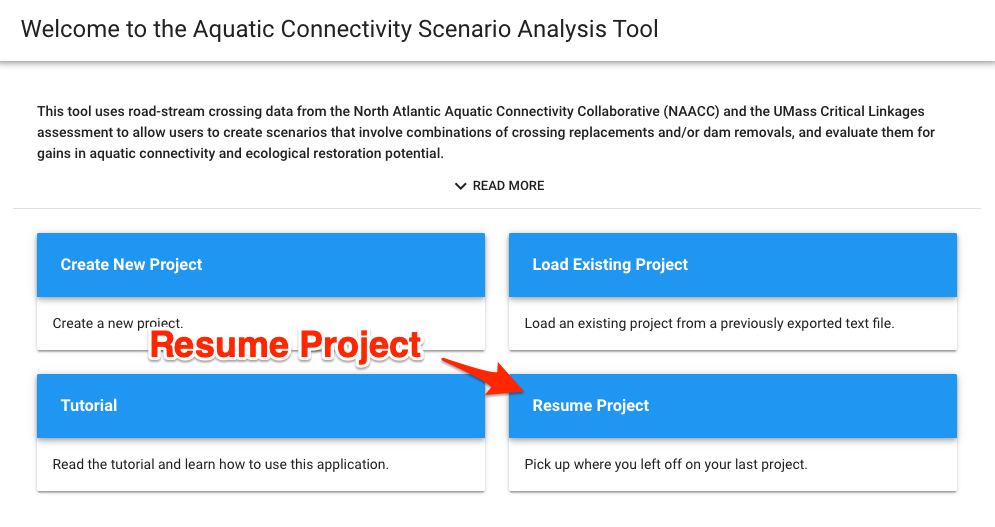 Welcome to the Aquatic Connectivity Scenario Analysis Tool
This tool uses road-stream crossing data from the North Atlantic Aquatic Connectivity Collaborative (NAACC) and the UMass Critical Linkages
assessment to allow users to create scenarios that involve combinations of crossing replacements and/or dam removals, and evaluate them for
gains in aquatic connectivity and ecological restoration potential.
READ MORE
Create New Project
Create a new project.
Load Existing Project
Load an existing project from a previously exported text file.
Resume Project
Tutorial
Read the tutorial and learn how to use this application.
Resume Project
Pick up where you left off on your last project.